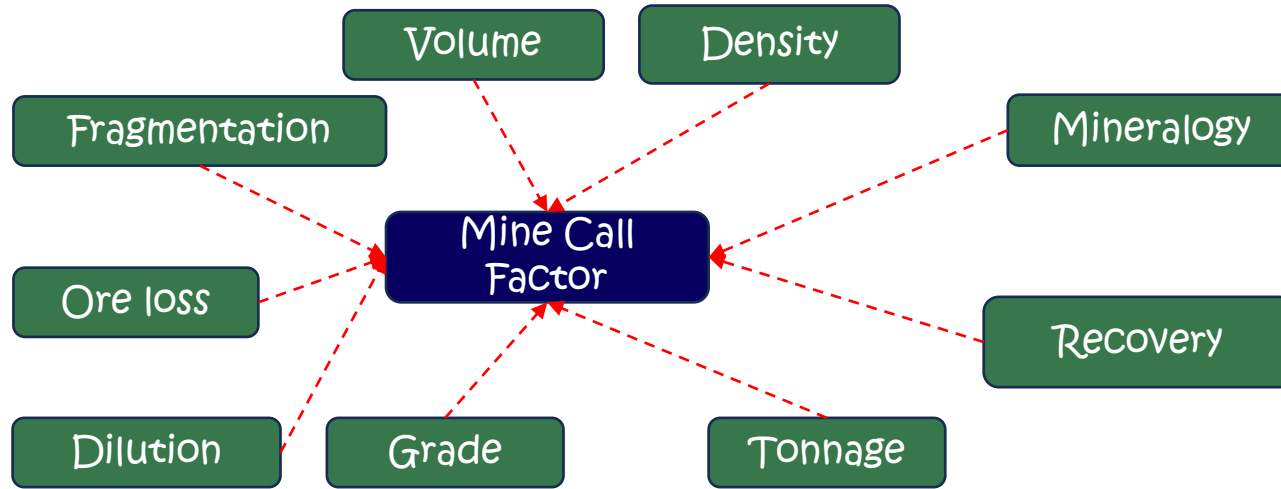 Volume
Density
Fragmentation
Mineralogy
Mine Call
Factor
Ore loss
Recovery
Dilution
Grade
Tonnage